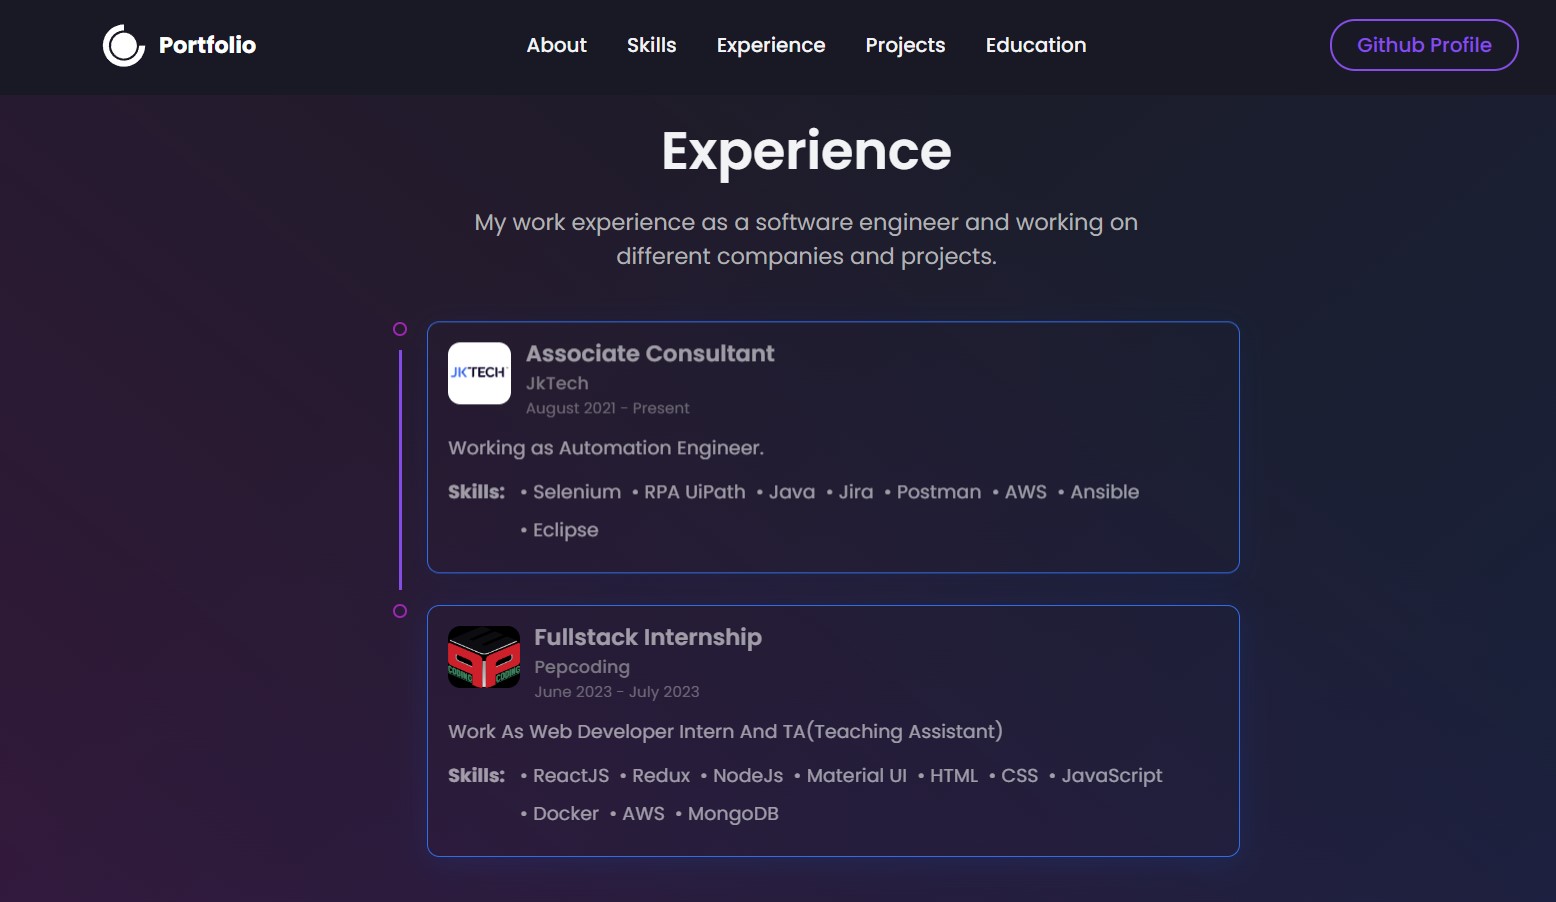 Portfolio
About Skills Experience Projects Education
Github Profile
Experience
My work experience as a software engineer and working on
different companies and projects.
JKTECH
Associate Consultant
JkTech
August 2021 - Present
Working as Automation Engineer.
Skills: • Selenium • RPA UiPath • Java • Jira • Postman • AWS • Ansible
• Eclipse
CODING CODING
Fullstack Internship
Pepcoding
June 2023 - July 2023
Work As Web Developer Intern And TA(Teaching Assistant)
Skills: • ReactJS • Redux • NodeJs • Material UI • HTML • CSS • JavaScript
• Docker • AWS • MongoDB